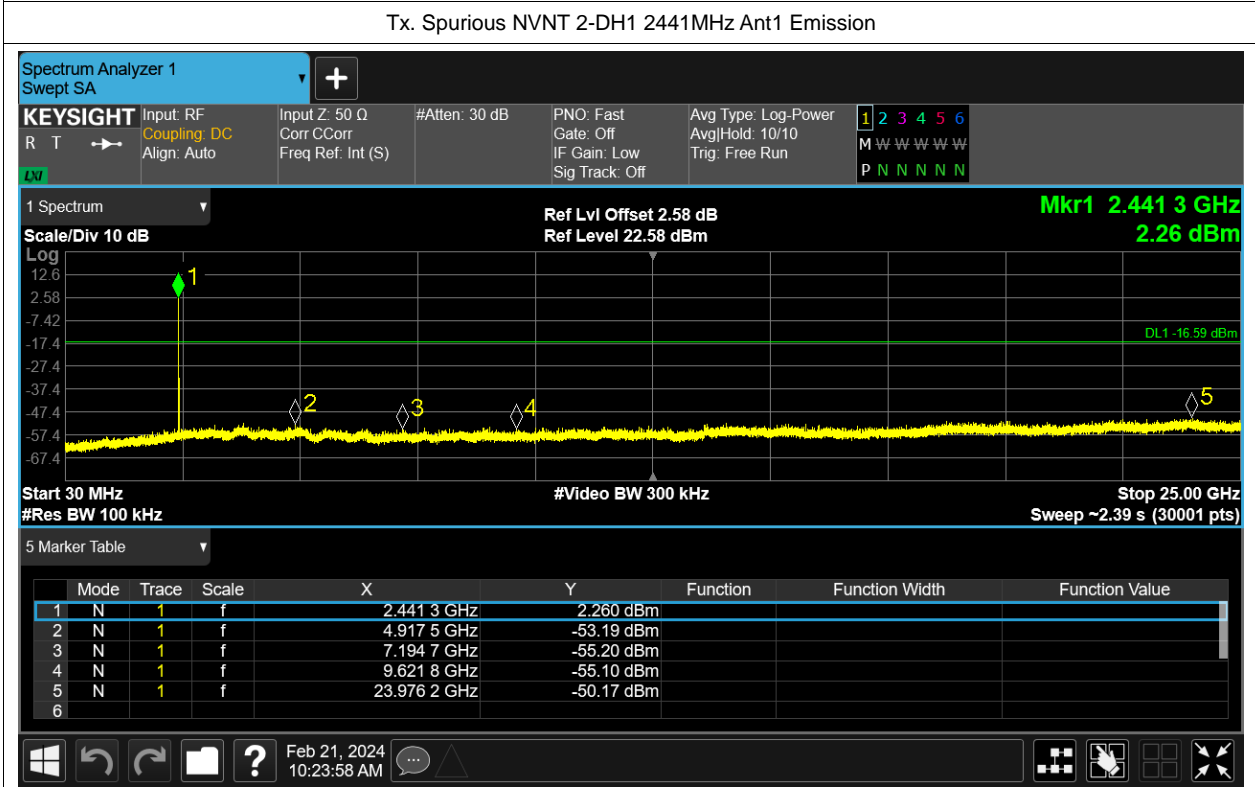 Tx. Spurious NVNT 2-DH1 2441MHz Ant1 Emission
Spectrum Analyzer 1
Swept SA
+
KEYSIGHT
R T
LXI
Input: RF
Coupling: DC
Align: Auto
Input Z: 50 Ω
Corr CCorr
Freq Ref: Int (S)
#Atten: 30 dB
PNO: Fast
Gate: Off
IF Gain: Low
Sig Track: Off
Avg Type: Log-Power
Avg|Hold: 10/10
Trig: Free Run
1 2 3 4 5 6
M W W W W W
P N N N N N
1 Spectrum
Scale/Div 10 dB
Ref Lvl Offset 2.58 dB
Ref Level 22.58 dBm
Mkr1 2.441 3 GHz
2.26 dBm
Log
12.6
2.58
-7.42
-17.4
-27.4
-37.4
-47.4
-57.4
-67.4
1
2
3
4
5
DL1 -16.59 dBm
Start 30 MHz
#Video BW 300 kHz
Stop 25.00 GHz
#Res BW 100 kHz
Sweep ~2.39 s (30001 pts)
5 Marker Table
Mode Trace Scale X Y Function Function Width Function Value
1 N 1 f 2.441 3 GHz 2.260 dBm
2 N 1 f 4.917 5 GHz -53.19 dBm
3 N 1 f 7.194 7 GHz -55.20 dBm
4 N 1 f 9.621 8 GHz -55.10 dBm
5 N 1 f 23.976 2 GHz -50.17 dBm
6
?
Feb 21, 2024
10:23:58 AM